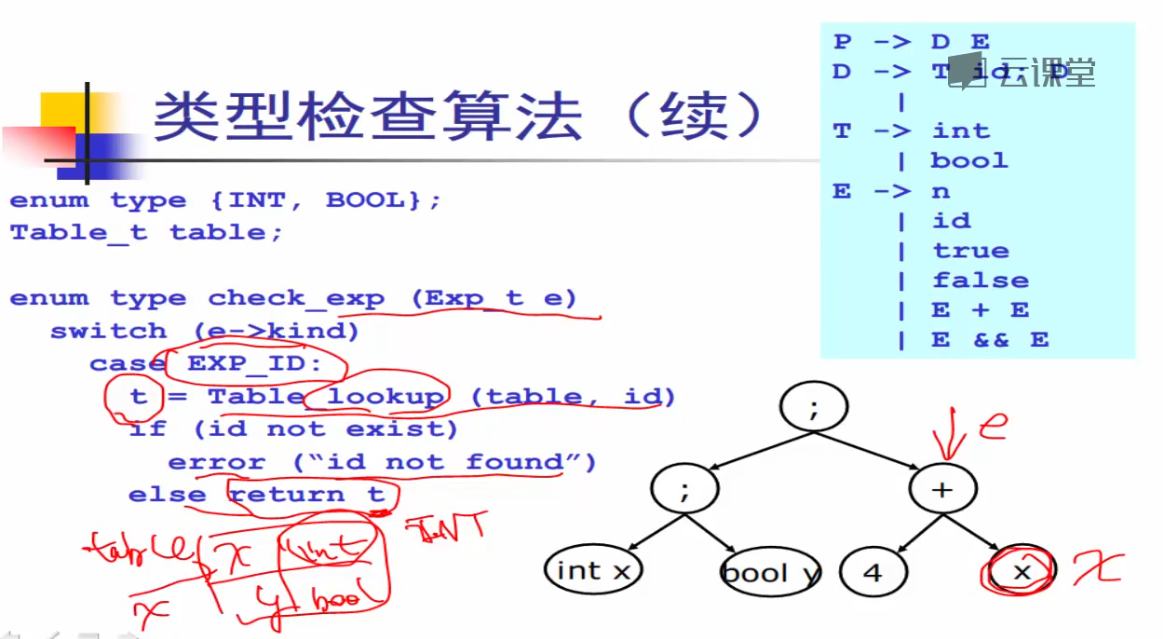 类型检查算法（续）
enum type {INT, BOOL};
Table_t table;
enum type check_exp (Exp_t e)
switch (e->kind)
case EXP_ID:
t = Table_lookup (table, id)
if (id not exist)
error (“id not found”)
else return t
table x int INT
x y bool
P -> D E
D -> T id; D
|
T -> int
| bool
E -> n
| id
| true
| false
| E + E
| E && E
云课堂
;
e
; +
int x bool y 4 x x